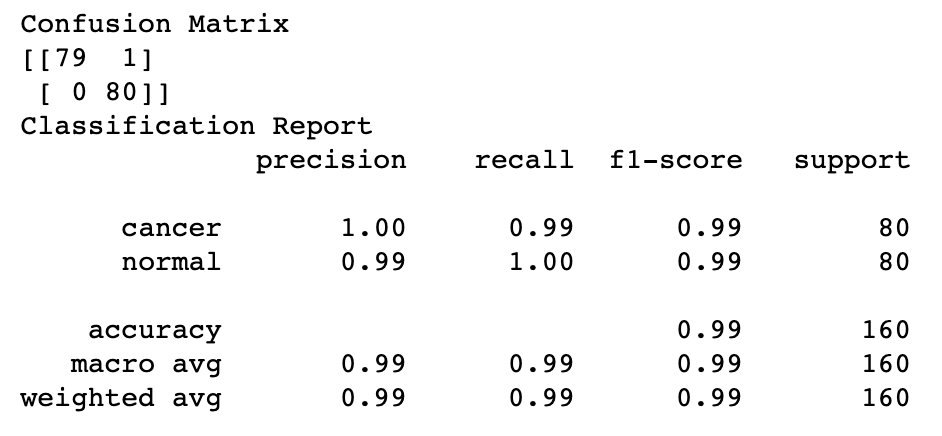 Confusion Matrix
[[79  1]
 [ 0 80]]
Classification Report
              precision    recall  f1-score   support

      cancer       1.00      0.99      0.99        80
      normal       0.99      1.00      0.99        80

    accuracy                           0.99       160
   macro avg       0.99      0.99      0.99       160
weighted avg       0.99      0.99      0.99       160